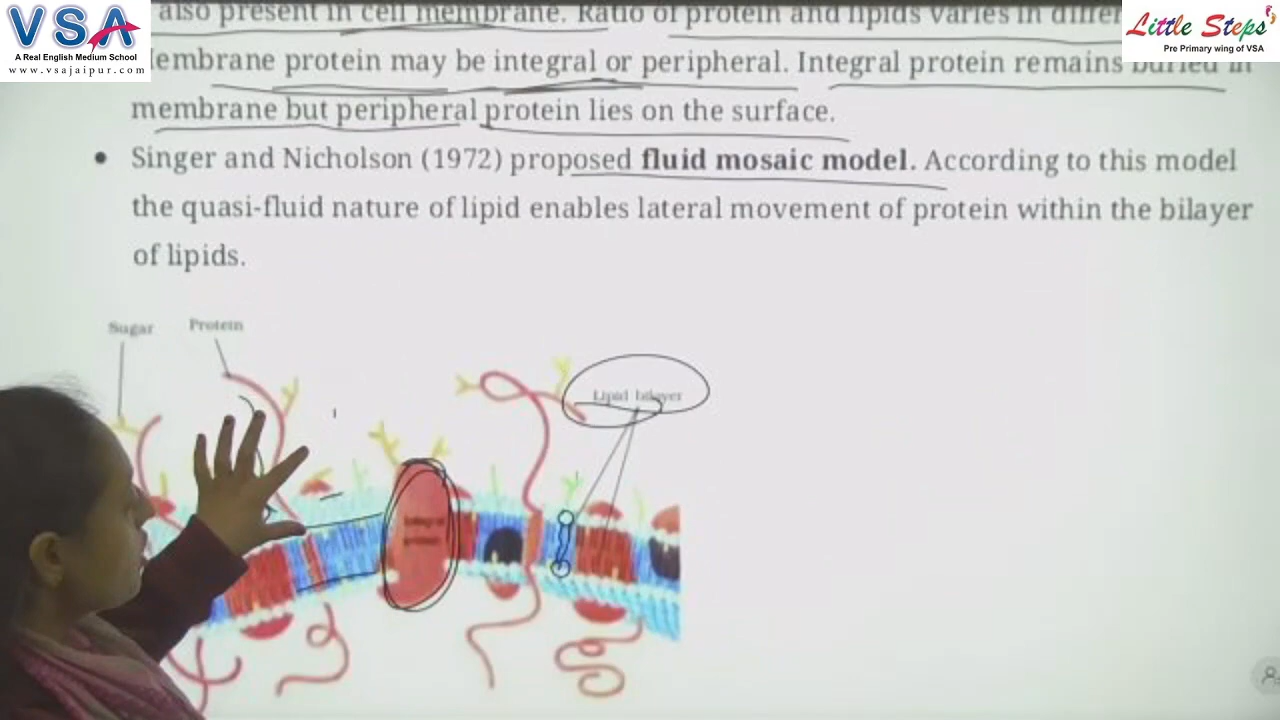 VSA
A Real English Medium School
www.vsajaipur.com
Little Steps
Pre Primary wing of VSA
also present in cell membrane. Ratio of protein and lipids varies in
Membrane protein may be integral or peripheral. Integral protein remains buried in
membrane but peripheral protein lies on the surface.
• Singer and Nicholson (1972) proposed fluid mosaic model. According to this model
the quasi-fluid nature of lipid enables lateral movement of protein within the bilayer
of lipids.
Sugar Protein
Lipid bilayer
Integral
protein